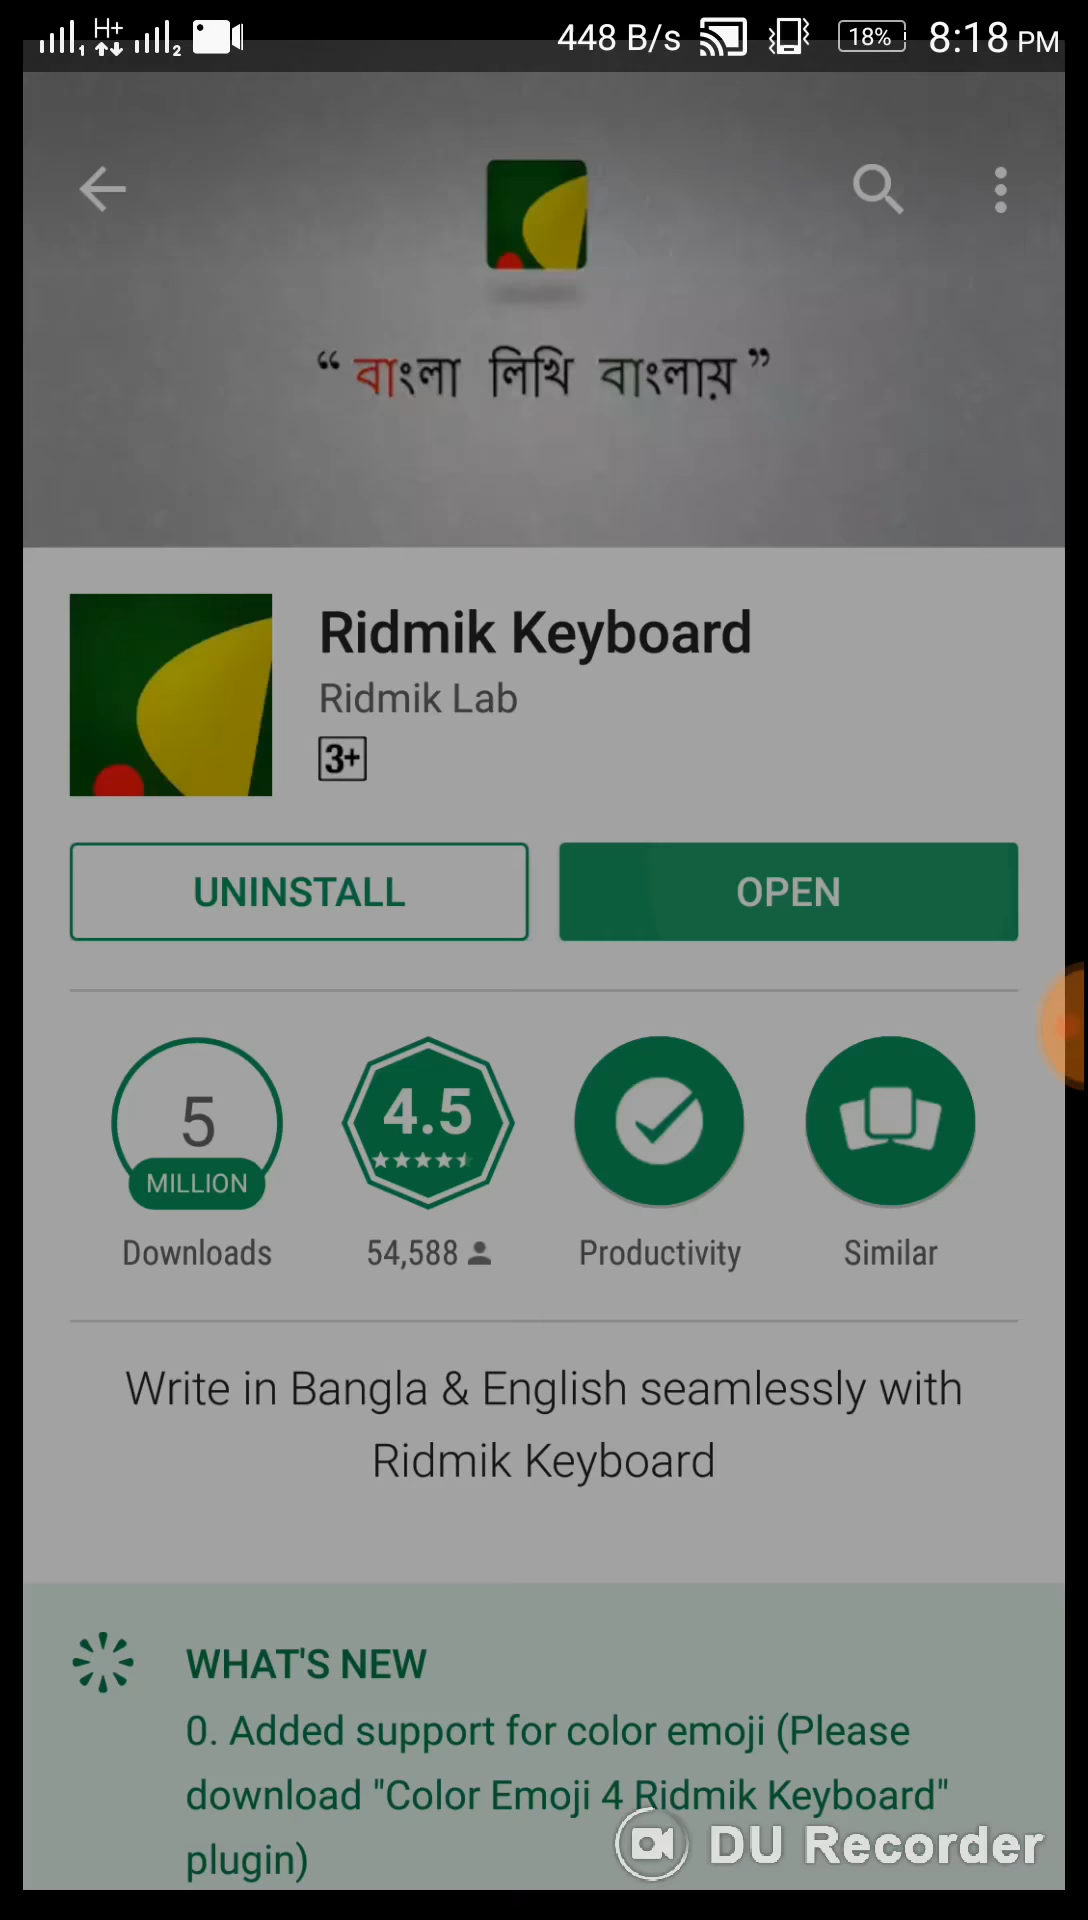 H+ 448 B/s 18% 8:18 PM
1 2
“ বাংলা লিখি বাংলায় ”
Ridmik Keyboard
Ridmik Lab
3+
UNINSTALL OPEN
5 4.5
MILLION
Downloads 54,588 Productivity Similar
Write in Bangla & English seamlessly with
Ridmik Keyboard
WHAT'S NEW
0. Added support for color emoji (Please
download "Color Emoji 4 Ridmik Keyboard"
plugin)
DU Recorder